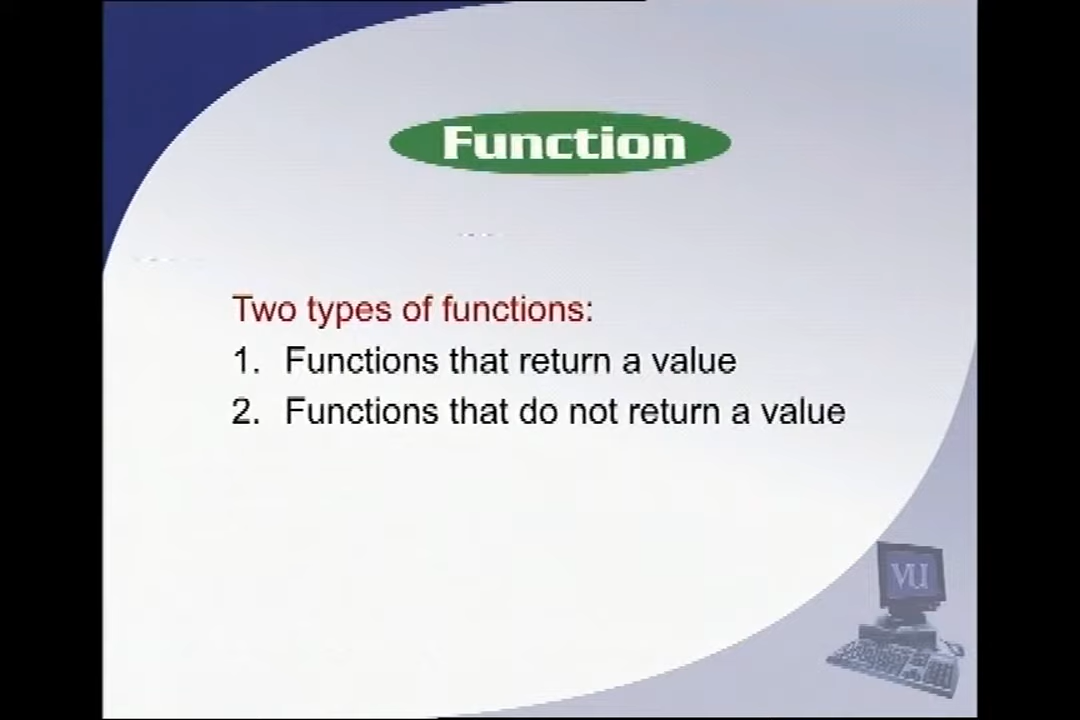 Function
Two types of functions:
1. Functions that return a value
2. Functions that do not return a value
VU